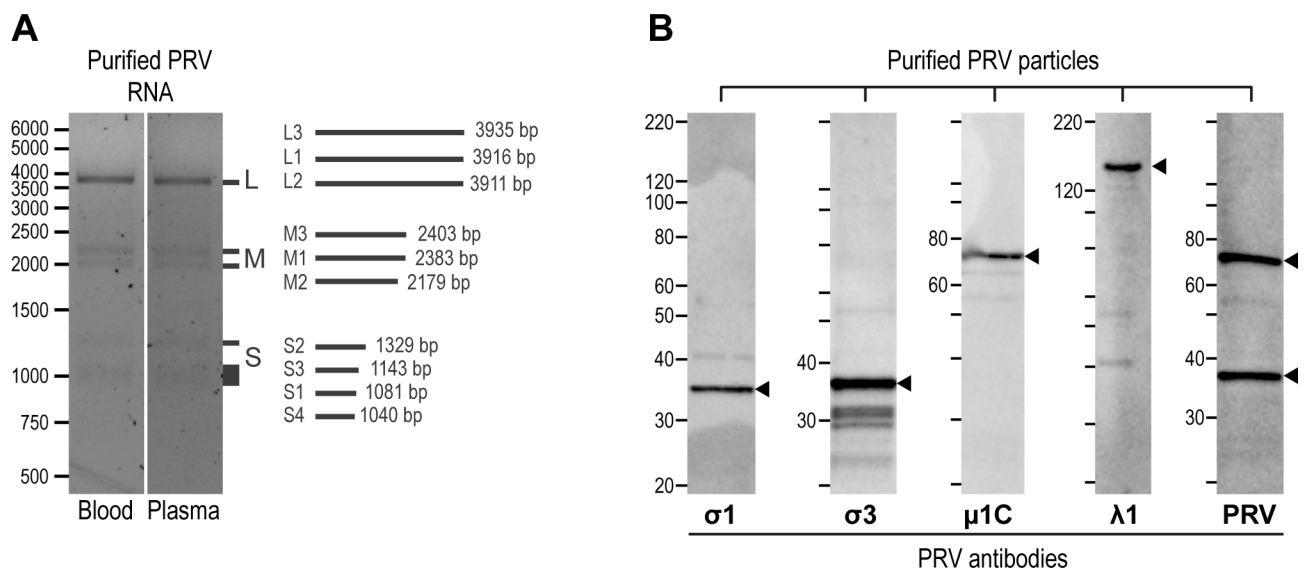 A
Purified PRV
RNA
6000
5000
4000
3500
3000
2500
2000
1500
1000
750
500
L
M
S
Blood Plasma
L3 3935 bp
L1 3916 bp
L2 3911 bp
M3 2403 bp
M1 2383 bp
M2 2179 bp
S2 1329 bp
S3 1143 bp
S1 1081 bp
S4 1040 bp
B
Purified PRV particles
220
120
100
80
60
50
40
30
20
40
30
80
60
220
120
80
60
40
30
σ1 σ3 μ1C λ1 PRV
PRV antibodies